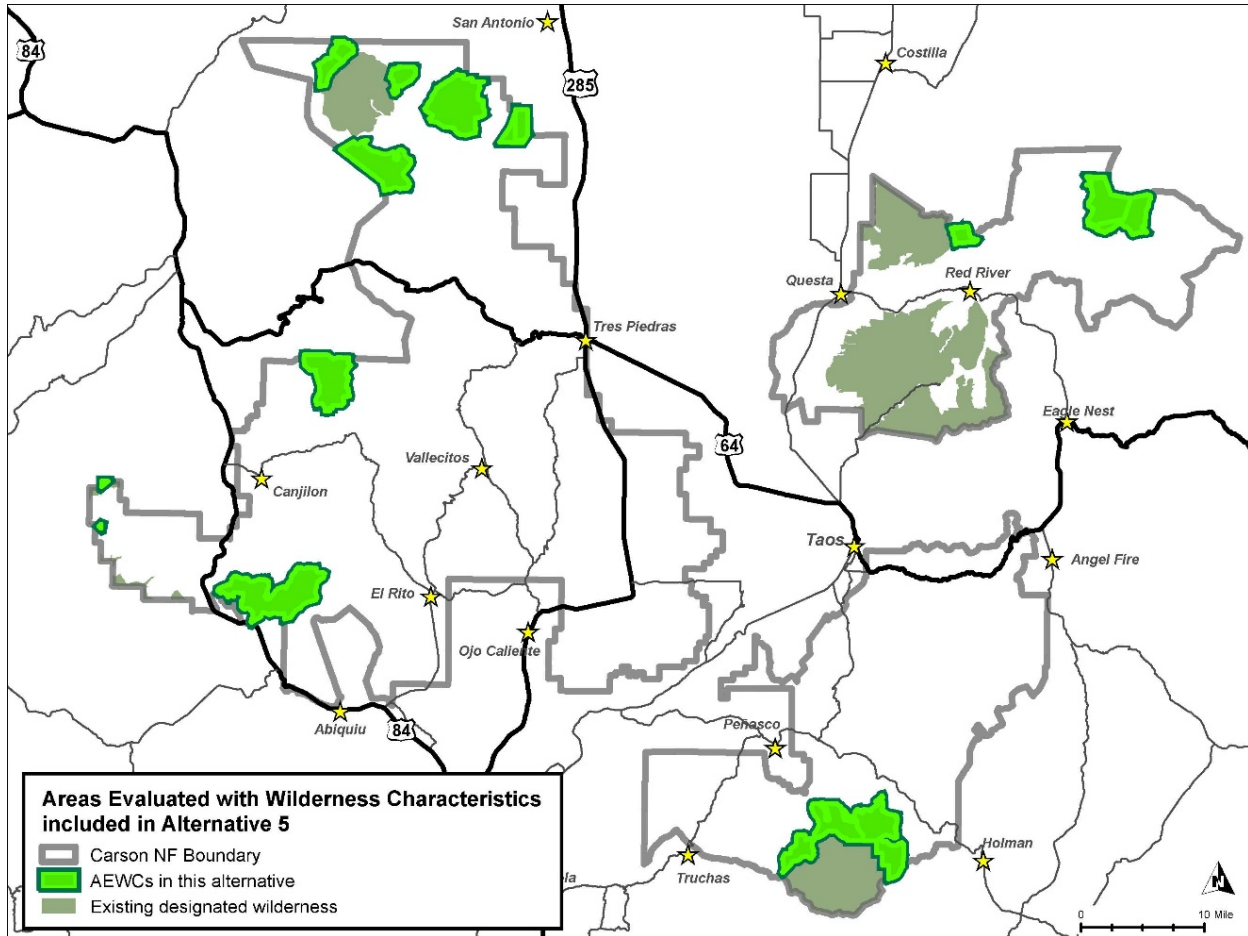 San Antonio
84
Costilla
285
Questa
Red River
Tres Piedras
Eagle Nest
64
Vallecitos
Canjilon
Taos
Angel Fire
El Rito
Ojo Caliente
Abiquiu
84
Peñasco
Holman
Truchas
Areas Evaluated with Wilderness Characteristics
included in Alternative 5
Carson NF Boundary
AEWCs in this alternative
Existing designated wilderness
N
0 10 Mile